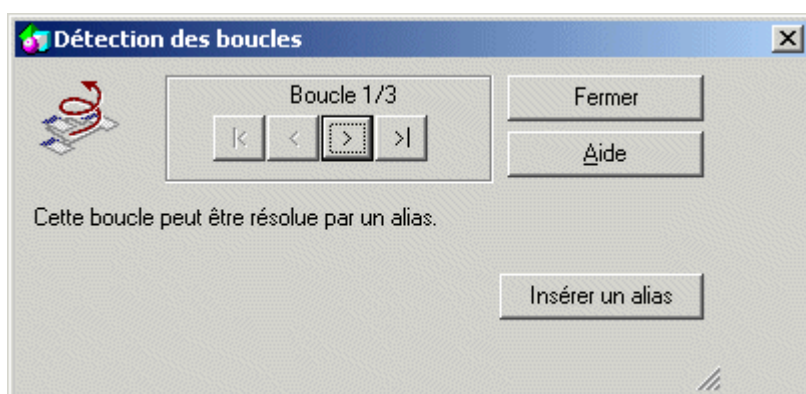 Détection des boucles
Boucle 1/3
|< < > >|
Fermer
Aide
Cette boucle peut être résolue par un alias.
Insérer un alias